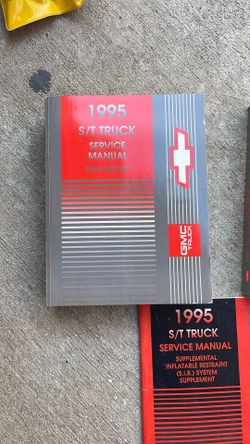 1995
S/T TRUCK
SERVICE
MANUAL
GMC
TRUCK
1995
S/T TRUCK
SERVICE MANUAL
SUPPLEMENTAL
INFLATABLE RESTRAINT
(S.I.R.) SYSTEM
SUPPLEMENT